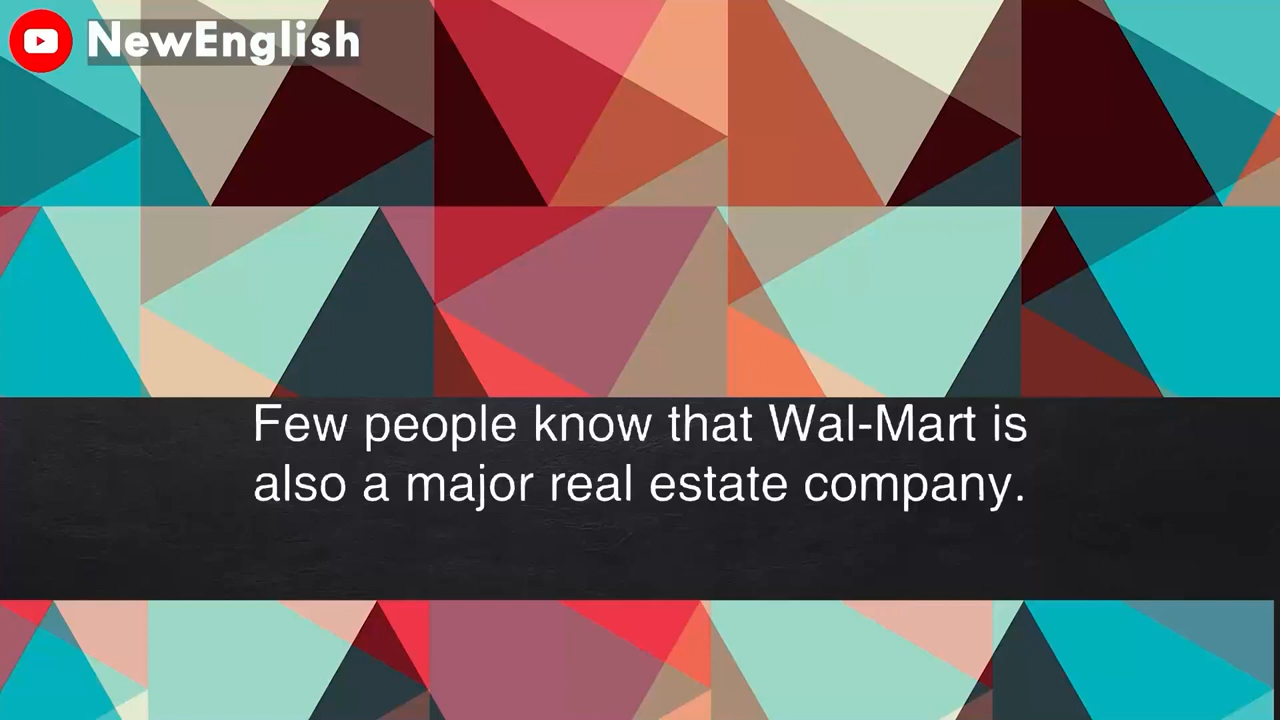 NewEnglish
Few people know that Wal-Mart is
also a major real estate company.